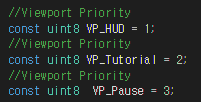 //Viewport Priority
const uint8 VP_HUD = 1;
//Viewport Priority
const uint8 VP_Tutorial = 2;
//Viewport Priority
const uint8  VP_Pause = 3;